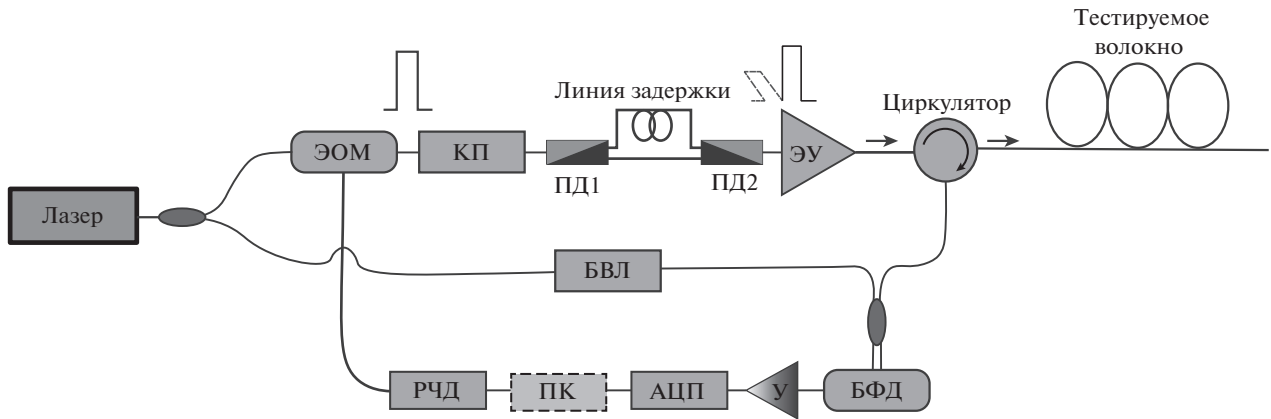 Тестируемое
волокно
Линия задержки
Циркулятор
ЭОМ
КП
ПД1
ПД2
ЭУ
Лазер
БВЛ
РЧД
ПК
АЦП
У
БФД